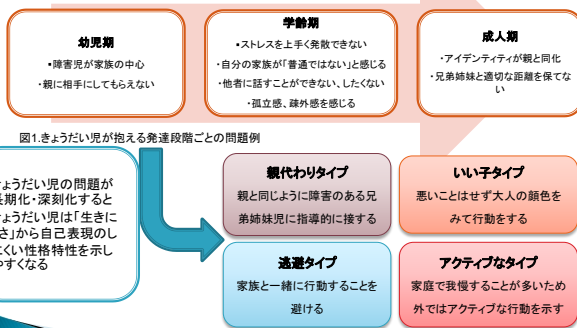 幼児期
▪障害児が家族の中心
・親に相手にしてもらえない
学齢期
▪ストレスを上手く発散できない
・自分の家族が「普通ではない」と感じる
・他者に話すことができない、したくない
・孤立感、疎外感を感じる
成人期
・アイデンティティが親と同化
・兄弟姉妹と適切な距離を保てな
い
図1.きょうだい児が抱える発達段階ごとの問題例
ょうだい児の問題が
長期化・深刻化すると
ょうだい児は「生きに
さ」から自己表現のし
くい性格特性を示し
やすくなる
親代わりタイプ
親と同じように障害のある兄
弟姉妹児に指導的に接する
いい子タイプ
悪いことはせず大人の顔色を
みて行動をする
逃避タイプ
家族と一緒に行動することを
避ける
アクティブなタイプ
家庭で我慢することが多いため
外ではアクティブな行動を示す